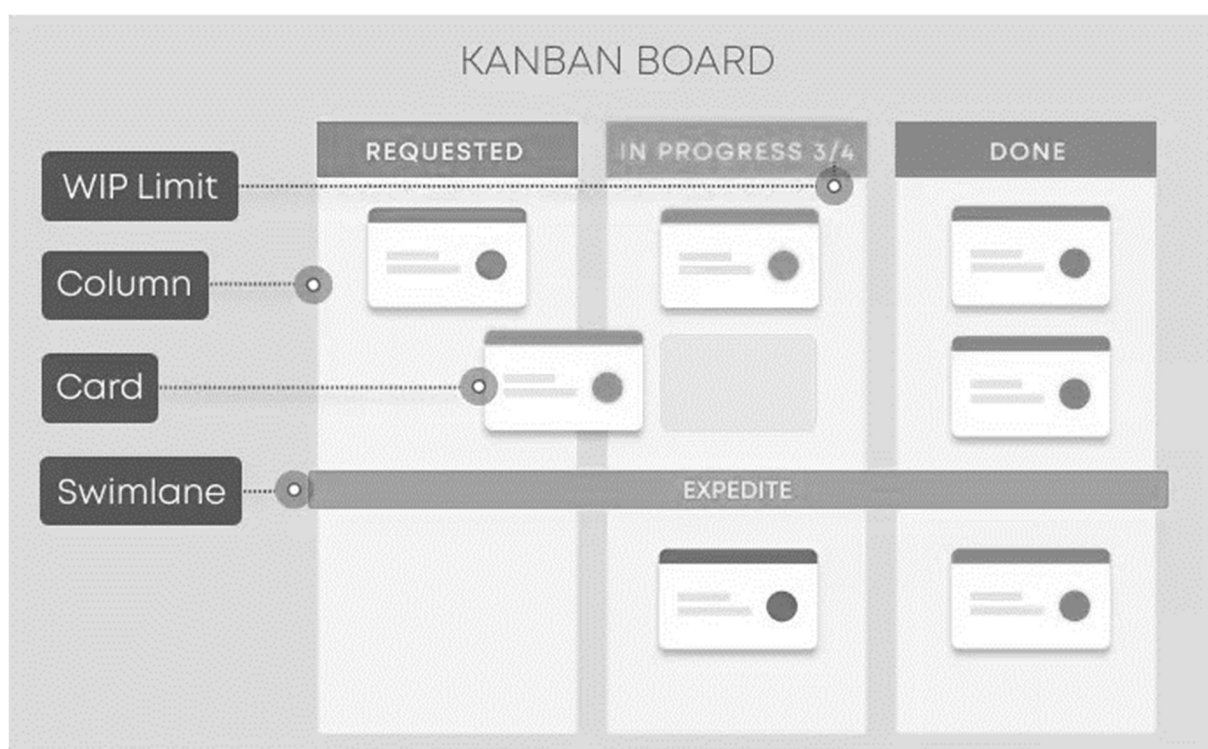 KANBAN BOARD
REQUESTED
IN PROGRESS 3/4
DONE
WIP Limit
Column
Card
Swimlane
EXPEDITE